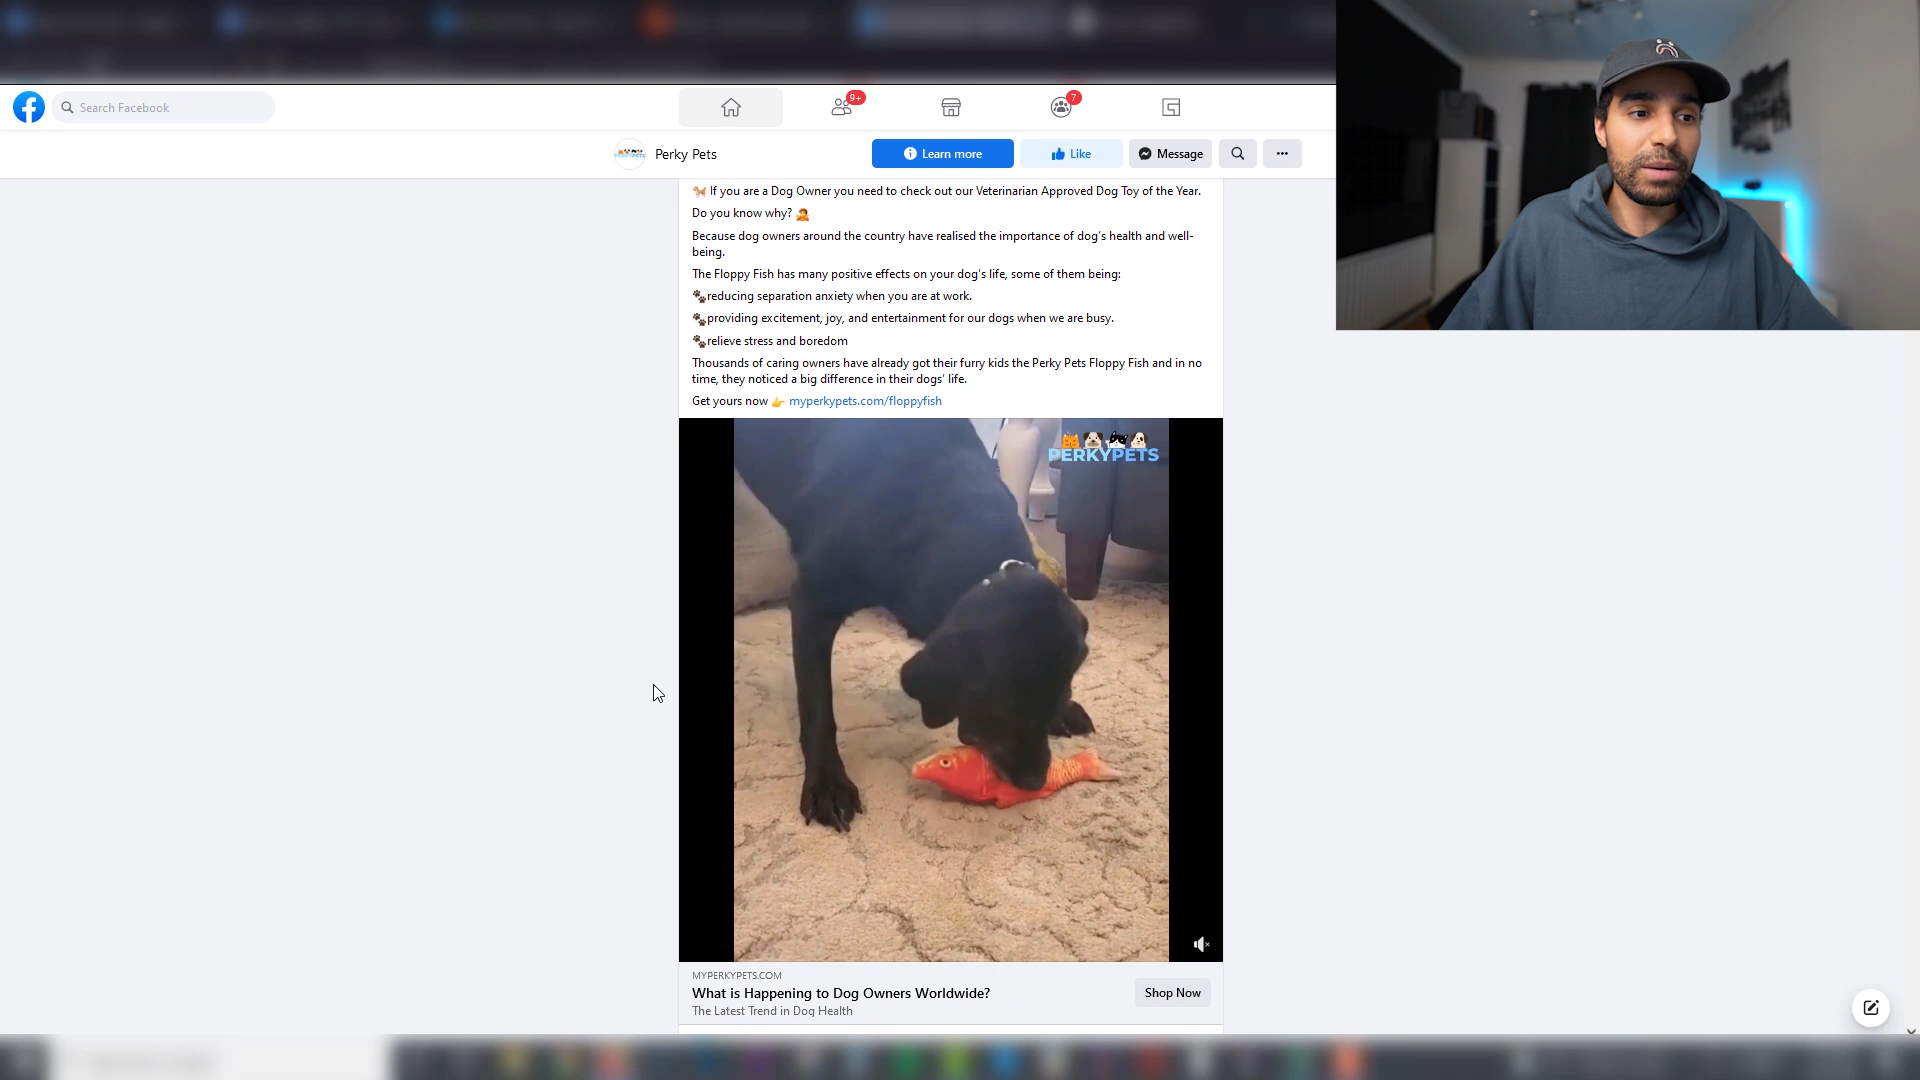 Search Facebook
9+
7
Perky Pets
Learn more
Like
Message
If you are a Dog Owner you need to check out our Veterinarian Approved Dog Toy of the Year.
Do you know why?
Because dog owners around the country have realised the importance of dog's health and well-
being.
The Floppy Fish has many positive effects on your dog's life, some of them being:
reducing separation anxiety when you are at work.
providing excitement, joy, and entertainment for our dogs when we are busy.
relieve stress and boredom
Thousands of caring owners have already got their furry kids the Perky Pets Floppy Fish and in no
time, they noticed a big difference in their dogs' life.
Get yours now 👉 myperkypets.com/floppyfish
PERKYPETS
MYPERKYPETS.COM
What is Happening to Dog Owners Worldwide?
Shop Now
The Latest Trend in Dog Health